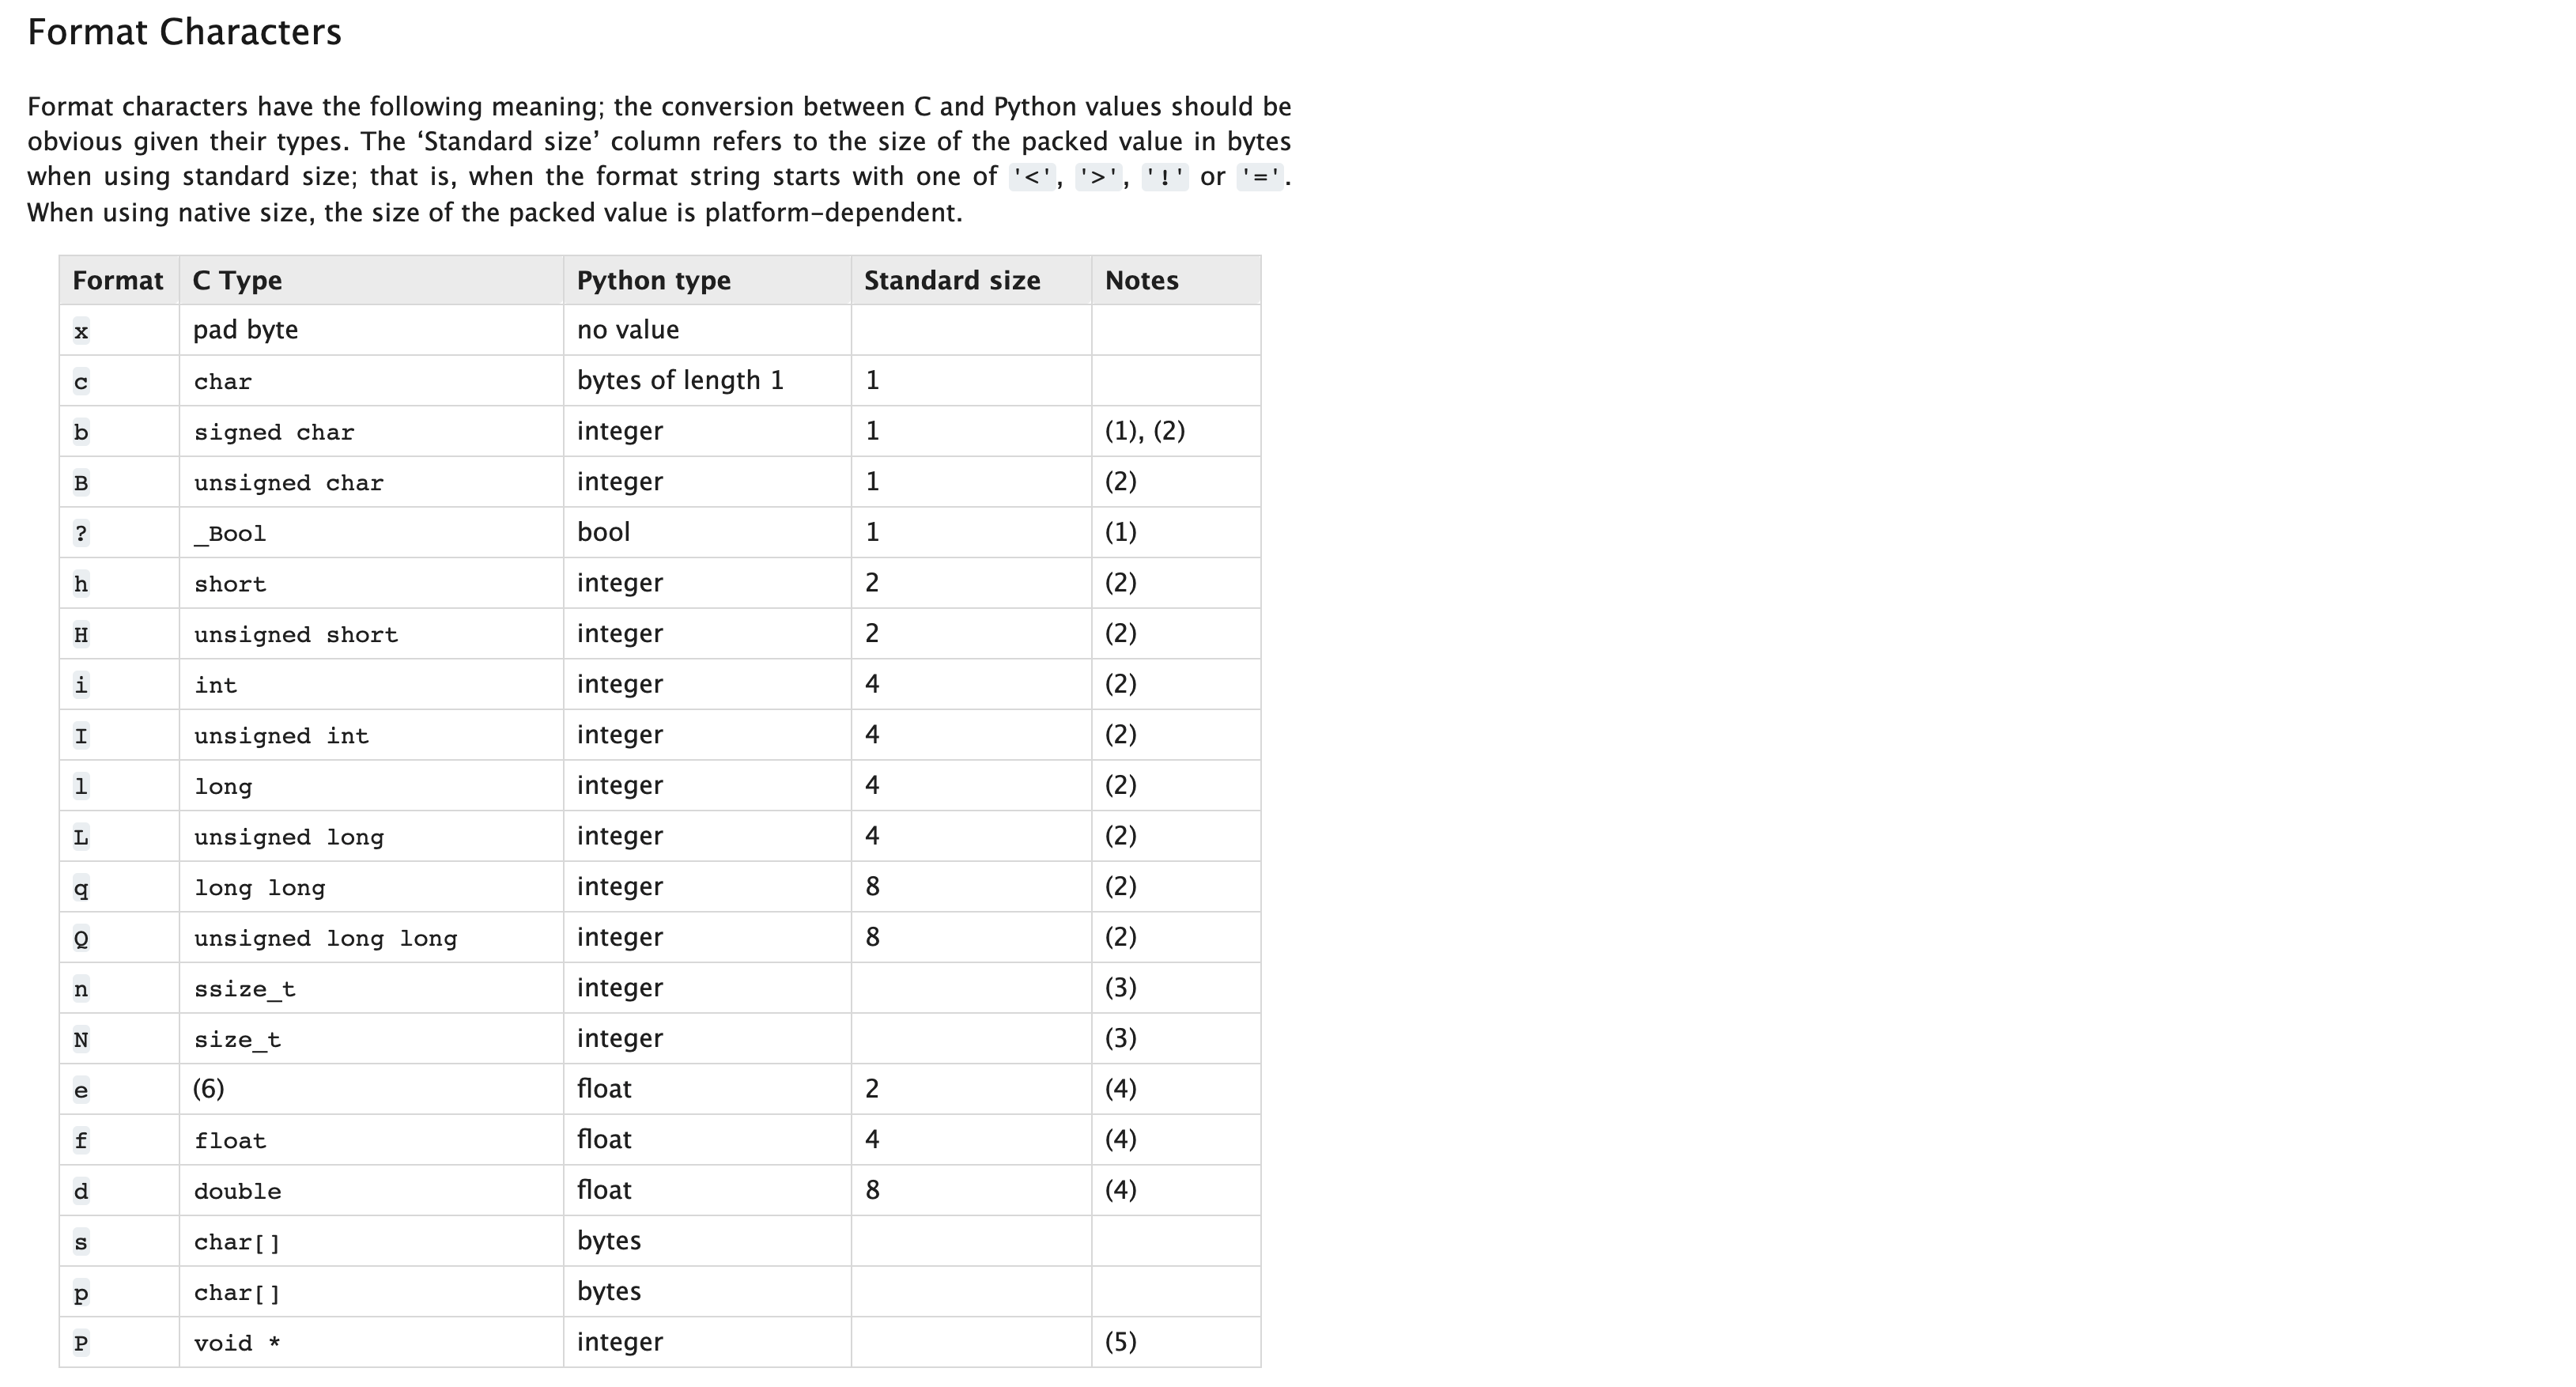 Format Characters
Format characters have the following meaning; the conversion between C and Python values should be
obvious given their types. The ‘Standard size’ column refers to the size of the packed value in bytes
when using standard size; that is, when the format string starts with one of '<', '>', '!' or '='.
When using native size, the size of the packed value is platform-dependent.
Format C Type Python type Standard size Notes
x pad byte no value
c char bytes of length 1 1
b signed char integer 1 (1), (2)
B unsigned char integer 1 (2)
? _Bool bool 1 (1)
h short integer 2 (2)
H unsigned short integer 2 (2)
i int integer 4 (2)
I unsigned int integer 4 (2)
l long integer 4 (2)
L unsigned long integer 4 (2)
q long long integer 8 (2)
Q unsigned long long integer 8 (2)
n ssize_t integer (3)
N size_t integer (3)
e (6) float 2 (4)
f float float 4 (4)
d double float 8 (4)
s char[] bytes
p char[] bytes
P void * integer (5)